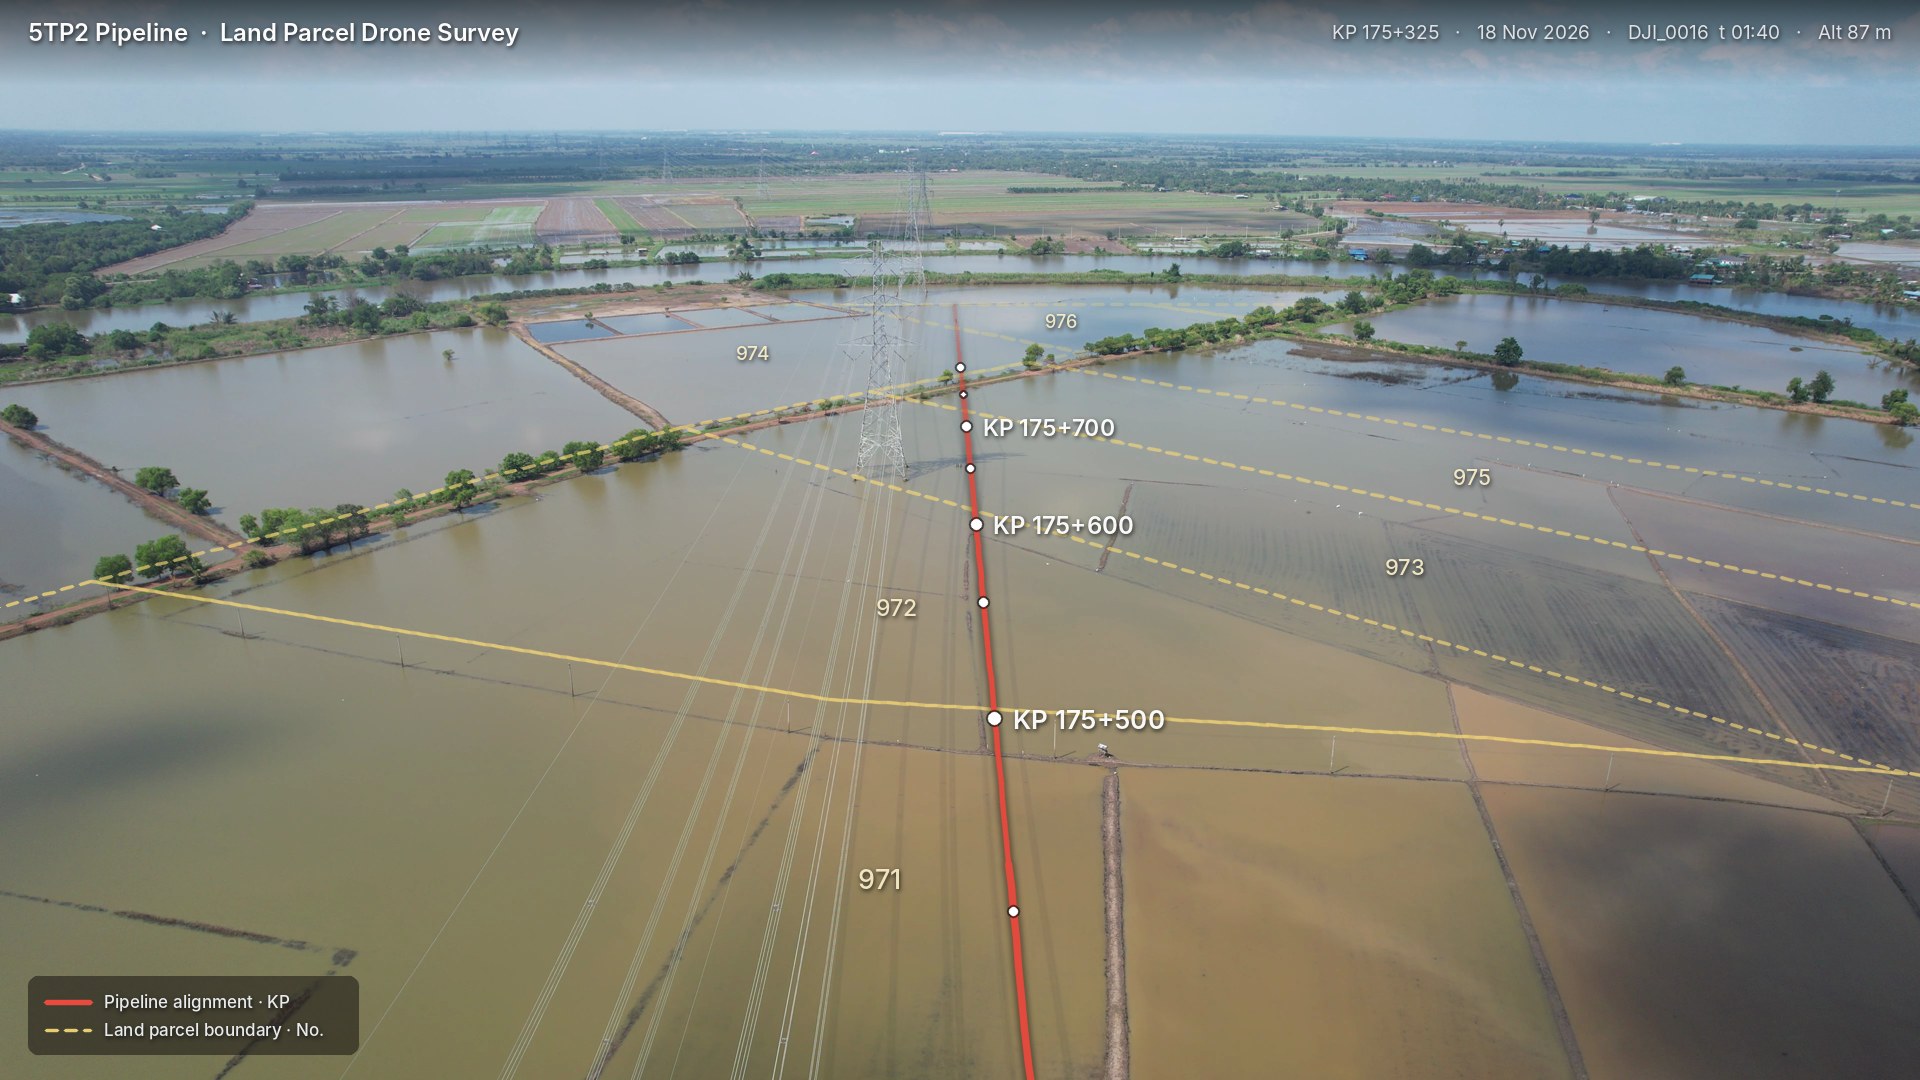 5TP2 Pipeline · Land Parcel Drone Survey
KP 175+325 · 18 Nov 2026 · DJI_0016 t 01:40 · Alt 87 m
976
974
KP 175+700
975
KP 175+600
973
972
KP 175+500
971
Pipeline alignment · KP
Land parcel boundary · No.